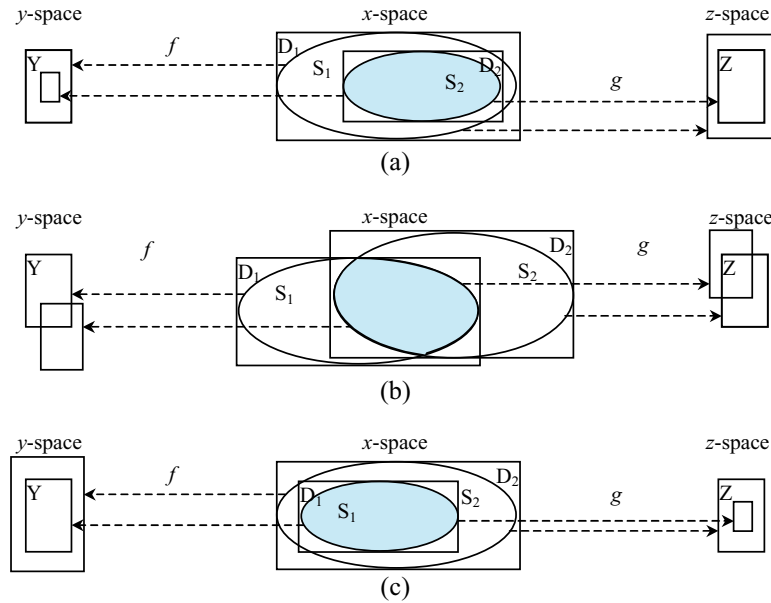 y-space x-space z-space
D₁ f Y S₁ D₂ S₂ Z g
(a)
y-space x-space z-space
D₂ Y f D₁ g Z S₂ S₁
(b)
y-space x-space z-space
D₂ Y f D₁ S₂ Z S₁ g
(c)